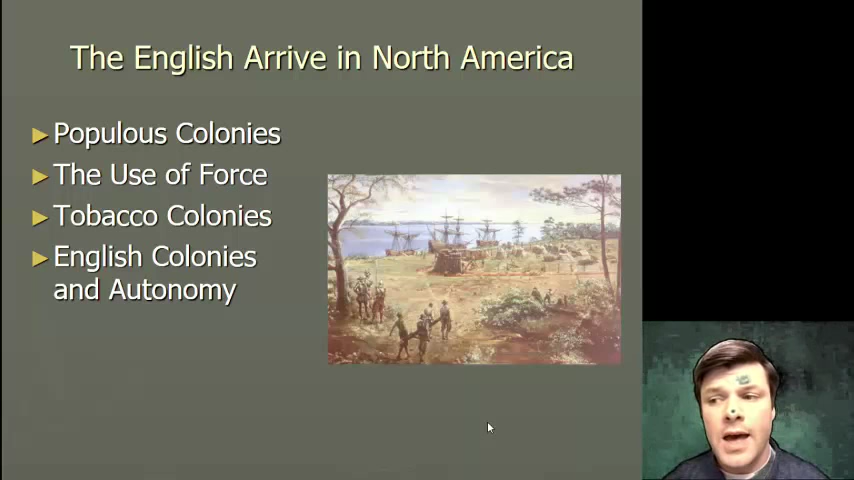 The English Arrive in North America
Populous Colonies
The Use of Force
Tobacco Colonies
English Colonies
and Autonomy